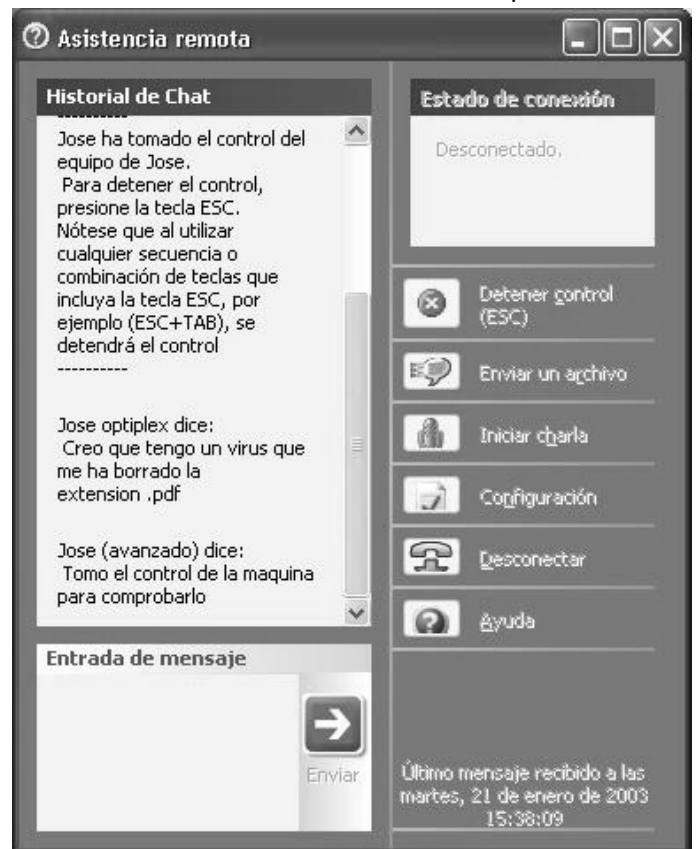 Asistencia remota
Historial de Chat
----------
Jose ha tomado el control del
equipo de Jose.
Para detener el control,
presione la tecla ESC.
Nótese que al utilizar
cualquier secuencia o
combinación de teclas que
incluya la tecla ESC, por
ejemplo (ESC+TAB), se
detendrá el control
----------
Jose optiplex dice:
Creo que tengo un virus que
me ha borrado la
extension .pdf
Jose (avanzado) dice:
Tomo el control de la maquina
para comprobarlo
Entrada de mensaje
Enviar
Estado de conexión
Desconectado.
Detener control
(ESC)
Enviar un archivo
Iniciar charla
Configuración
Desconectar
Ayuda
Último mensaje recibido a las
martes, 21 de enero de 2003
15:38:09